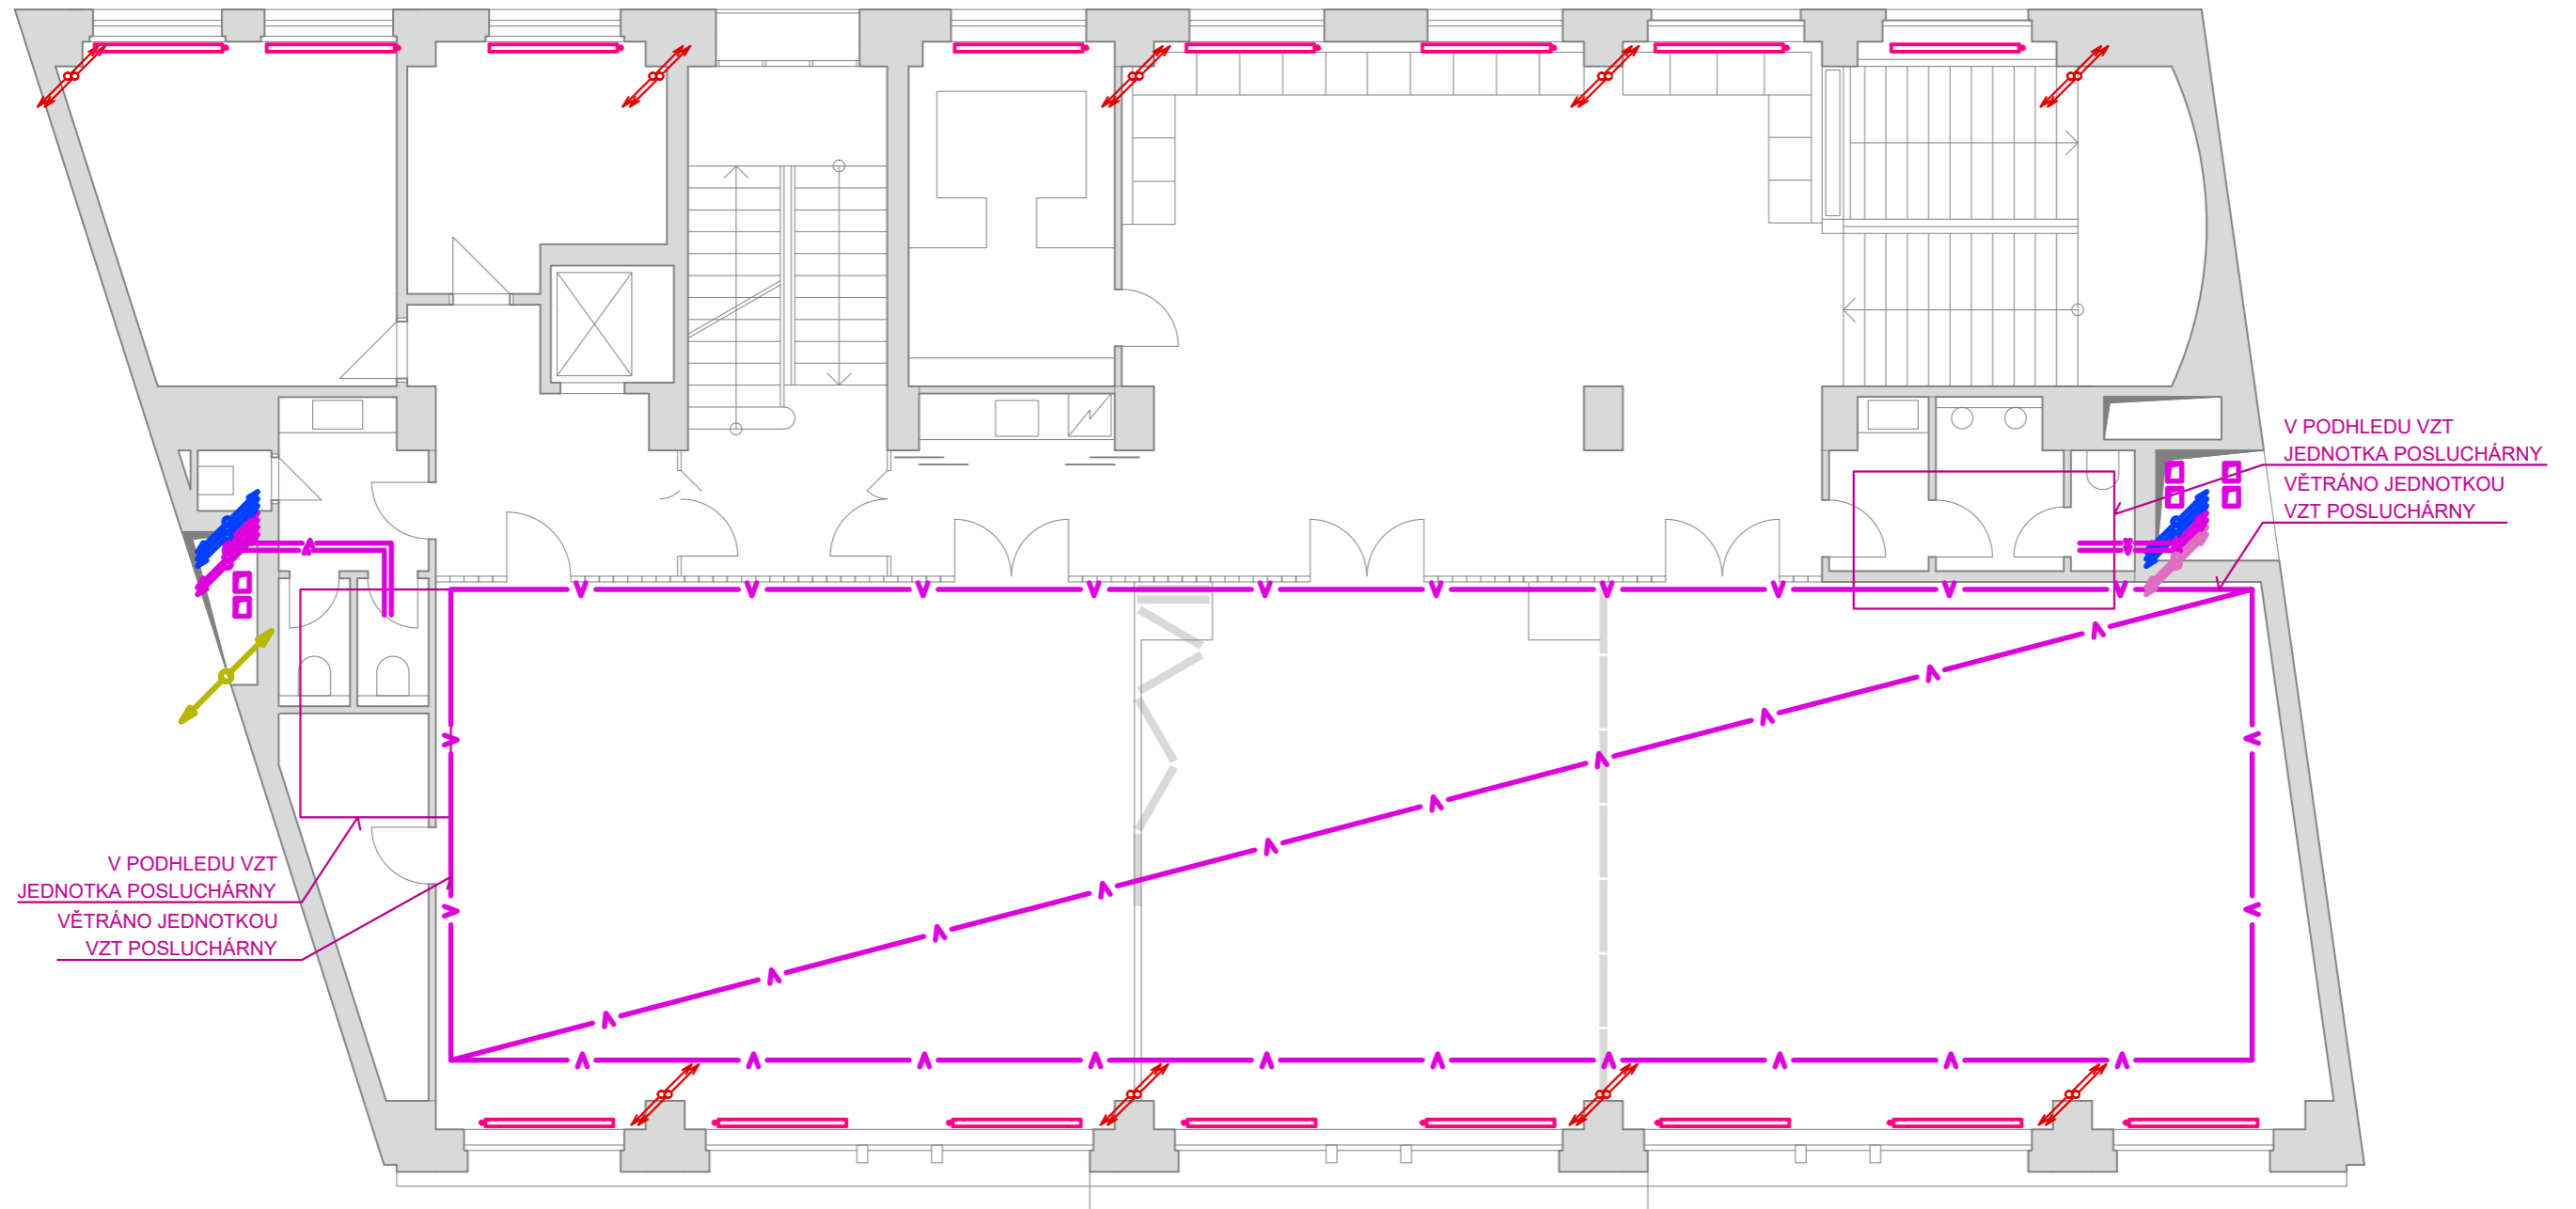 V PODHLEDU VZT
JEDNOTKA POSLUCHÁRNY
VĚTRÁNO JEDNOTKOU
VZT POSLUCHÁRNY
V PODHLEDU VZT
JEDNOTKA POSLUCHÁRNY
VĚTRÁNO JEDNOTKOU
VZT POSLUCHÁRNY